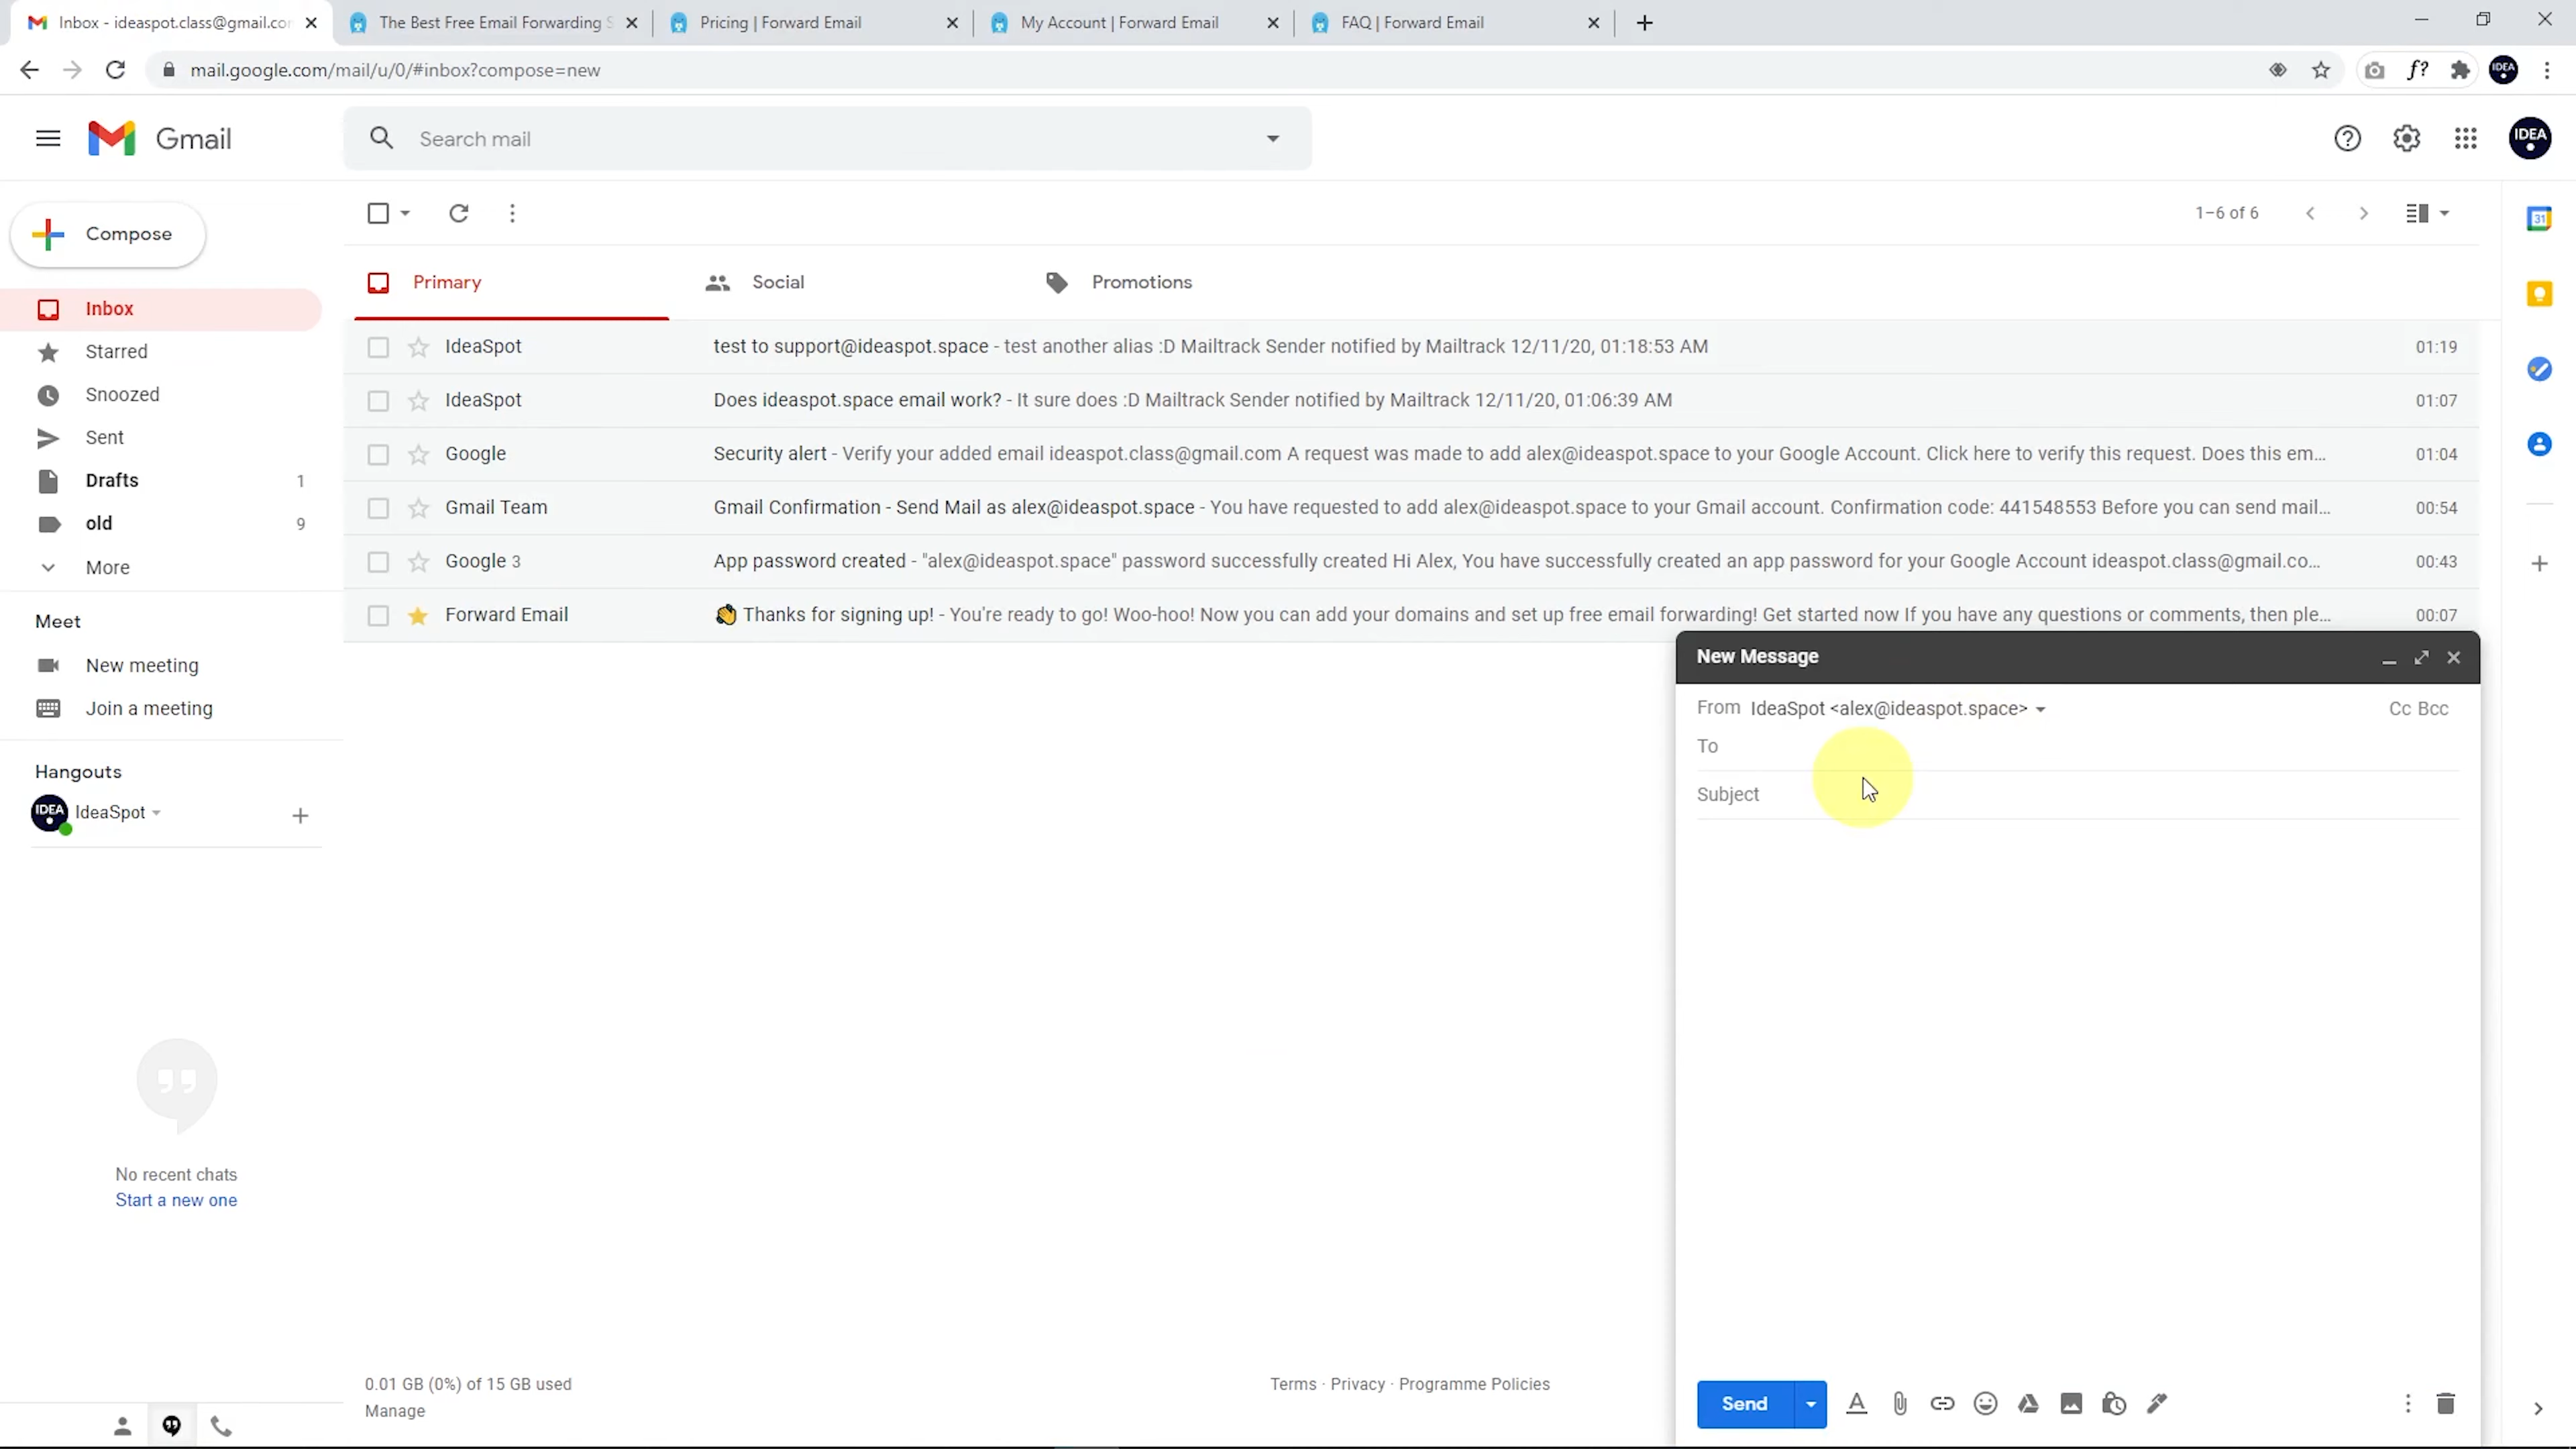 Inbox - ideaspot.class@gmail.co
The Best Free Email Forwarding S
Pricing | Forward Email
My Account | Forward Email
FAQ | Forward Email
mail.google.com/mail/u/0/#inbox?compose=new
f?
IDEA
Gmail
Search mail
IDEA
Compose
1–6 of 6
31
Inbox
Starred
Snoozed
Sent
Drafts 1
old 9
More
Primary
Social
Promotions
IdeaSpot test to support@ideaspot.space - test another alias :D Mailtrack Sender notified by Mailtrack 12/11/20, 01:18:53 AM 01:19
IdeaSpot Does ideaspot.space email work? - It sure does :D Mailtrack Sender notified by Mailtrack 12/11/20, 01:06:39 AM 01:07
Google Security alert - Verify your added email ideaspot.class@gmail.com A request was made to add alex@ideaspot.space to your Google Account. Click here to verify this request. Does this em... 01:04
Gmail Team Gmail Confirmation - Send Mail as alex@ideaspot.space - You have requested to add alex@ideaspot.space to your Gmail account. Confirmation code: 441548553 Before you can send mail... 00:54
Google 3 App password created - "alex@ideaspot.space" password successfully created Hi Alex, You have successfully created an app password for your Google Account ideaspot.class@gmail.co... 00:43
Forward Email 👏 Thanks for signing up! - You're ready to go! Woo-hoo! Now you can add your domains and set up free email forwarding! Get started now If you have any questions or comments, then ple... 00:07
Meet
New meeting
Join a meeting
Hangouts
IDEA IdeaSpot
No recent chats
Start a new one
New Message
From IdeaSpot <alex@ideaspot.space>
Cc Bcc
To
Subject
Send
0.01 GB (0%) of 15 GB used
Manage
Terms · Privacy · Programme Policies